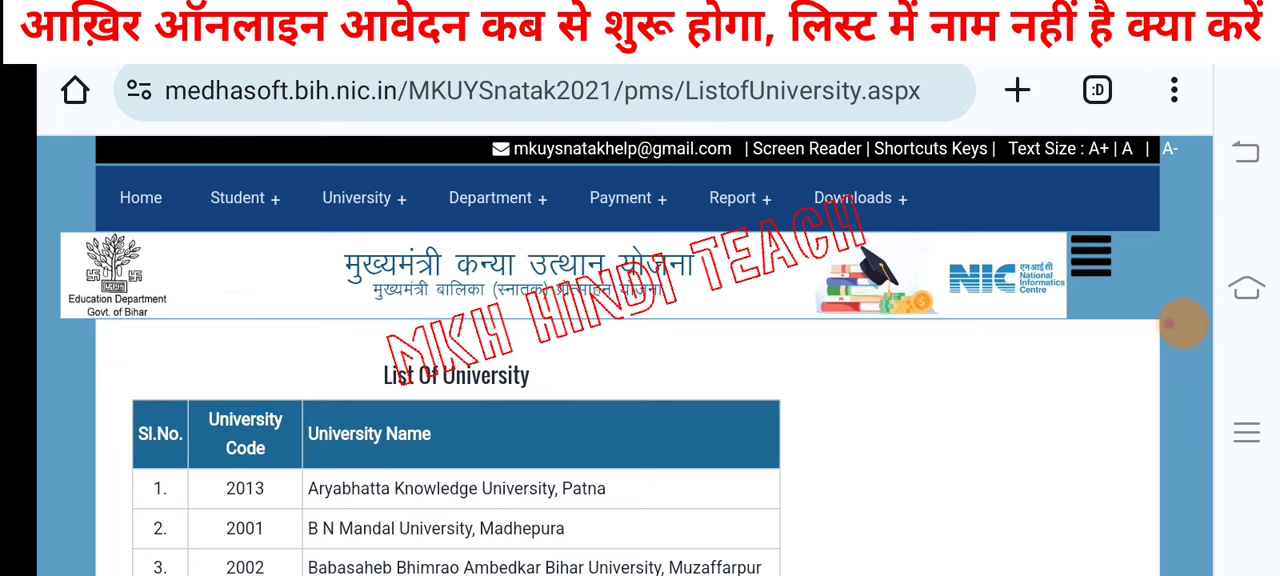 आख़िर ऑनलाइन आवेदन कब से शुरू होगा, लिस्ट में नाम नहीं है क्या करें
medhasoft.bih.nic.in/MKUYSnatak2021/pms/ListofUniversity.aspx
:D
mkuysnatakhelp@gmail.com | Screen Reader | Shortcuts Keys | Text Size : A+ | A | A-
Home Student + University + Department + Payment + Report + Downloads +
मुख्यमंत्री कन्या उत्थान योजना
मुख्यमंत्री बालिका (स्नातक) प्रोत्साहन योजना
Education Department
Govt. of Bihar
NIC एन आई सी
National
Informatics
Centre
MKH HINDI TEACH
List Of University
Sl.No. University Code University Name
1. 2013 Aryabhatta Knowledge University, Patna
2. 2001 B N Mandal University, Madhepura
3. 2002 Babasaheb Bhimrao Ambedkar Bihar University, Muzaffarpur